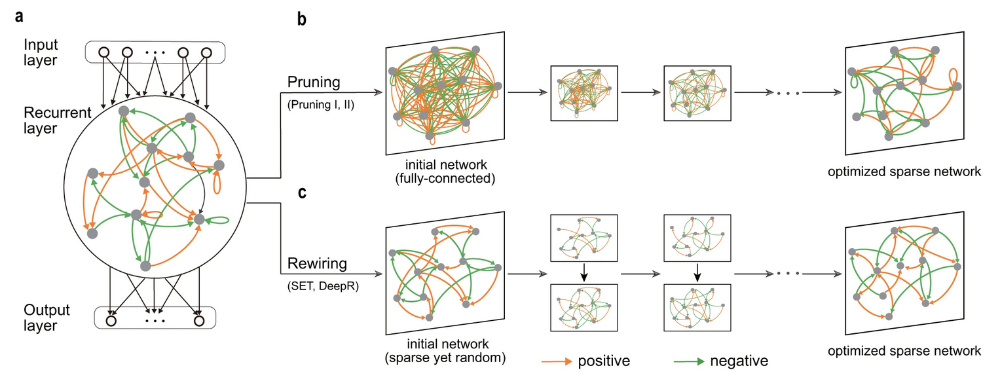 a
Input
layer
Recurrent
layer
Output
layer
b
Pruning
(Pruning I, II)
initial network
(fully-connected)
optimized sparse network
c
Rewiring
(SET, DeepR)
initial network
(sparse yet random)
positive
negative
optimized sparse network